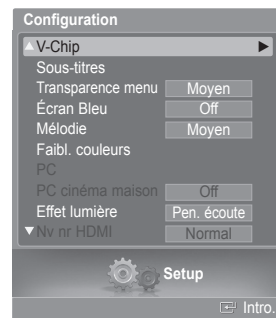 Configuration
V-Chip
Sous-titres
Transparence menu Moyen
Écran Bleu Off
Mélodie Moyen
Faibl. couleurs
PC
PC cinéma maison Off
Effet lumière Pen. écoute
Nv nr HDMI Normal
Setup
Intro.